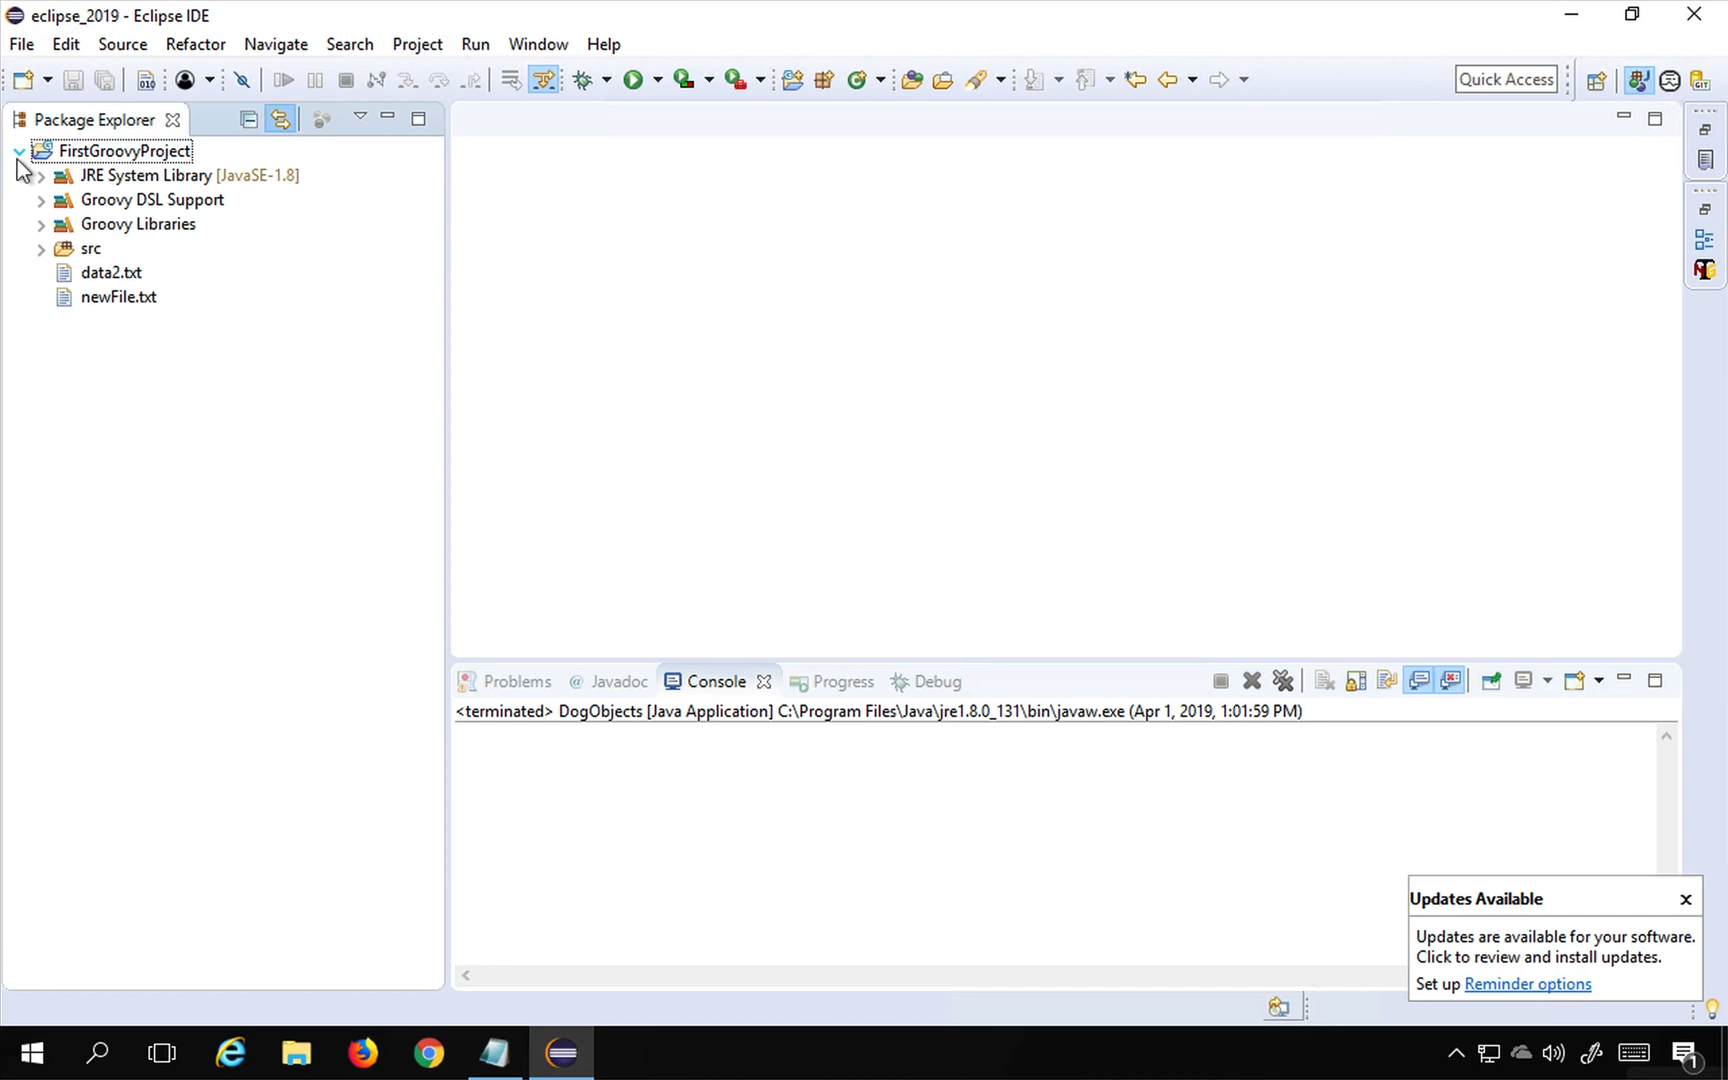 eclipse_2019 - Eclipse IDE
File Edit Source Refactor Navigate Search Project Run Window Help
010
Quick Access
GIT
Package Explorer
FirstGroovyProject
JRE System Library [JavaSE-1.8]
Groovy DSL Support
Groovy Libraries
src
data2.txt
newFile.txt
Problems @ Javadoc Console Progress Debug
<terminated> DogObjects [Java Application] C:\Program Files\Java\jre1.8.0_131\bin\javaw.exe (Apr 1, 2019, 1:01:59 PM)
Updates Available
Updates are available for your software.
Click to review and install updates.
Set up Reminder options
1